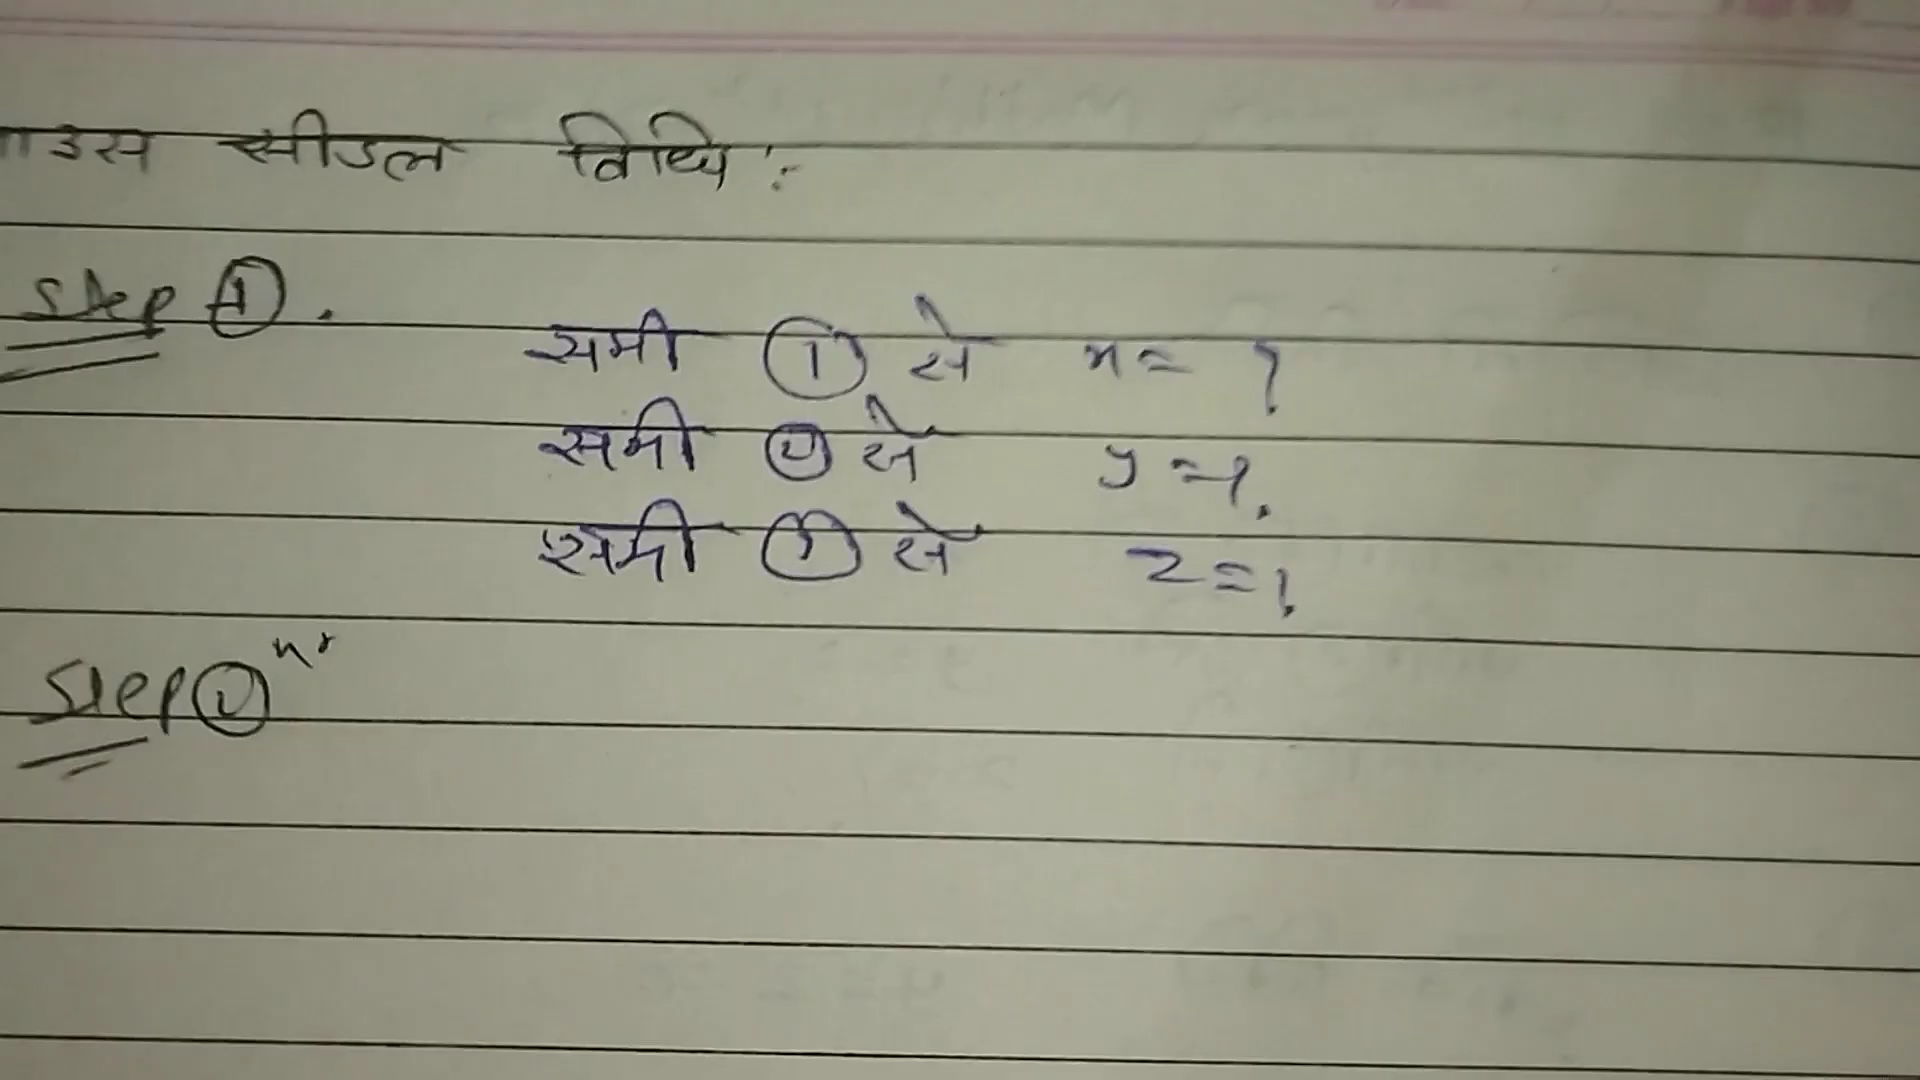 ाउस सीडल विधि :
Step ①.
समी ① से x = ?
समी ② से y = ?
समी ③ से z = ?
Step ②